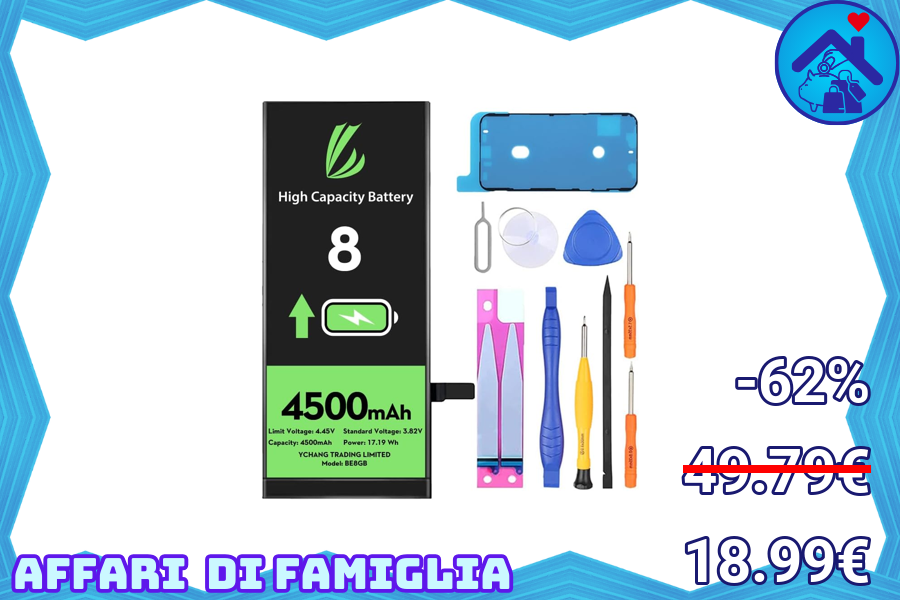 High Capacity Battery
8
4500mAh
Limit Voltage: 4.45V Standard Voltage: 3.82V
Capacity: 4500mAh Power: 17.19 Wh
YCHANG TRADING LIMITED
Model: BE8GB
-62%
49.79€
18.99€
AFFARI DI FAMIGLIA